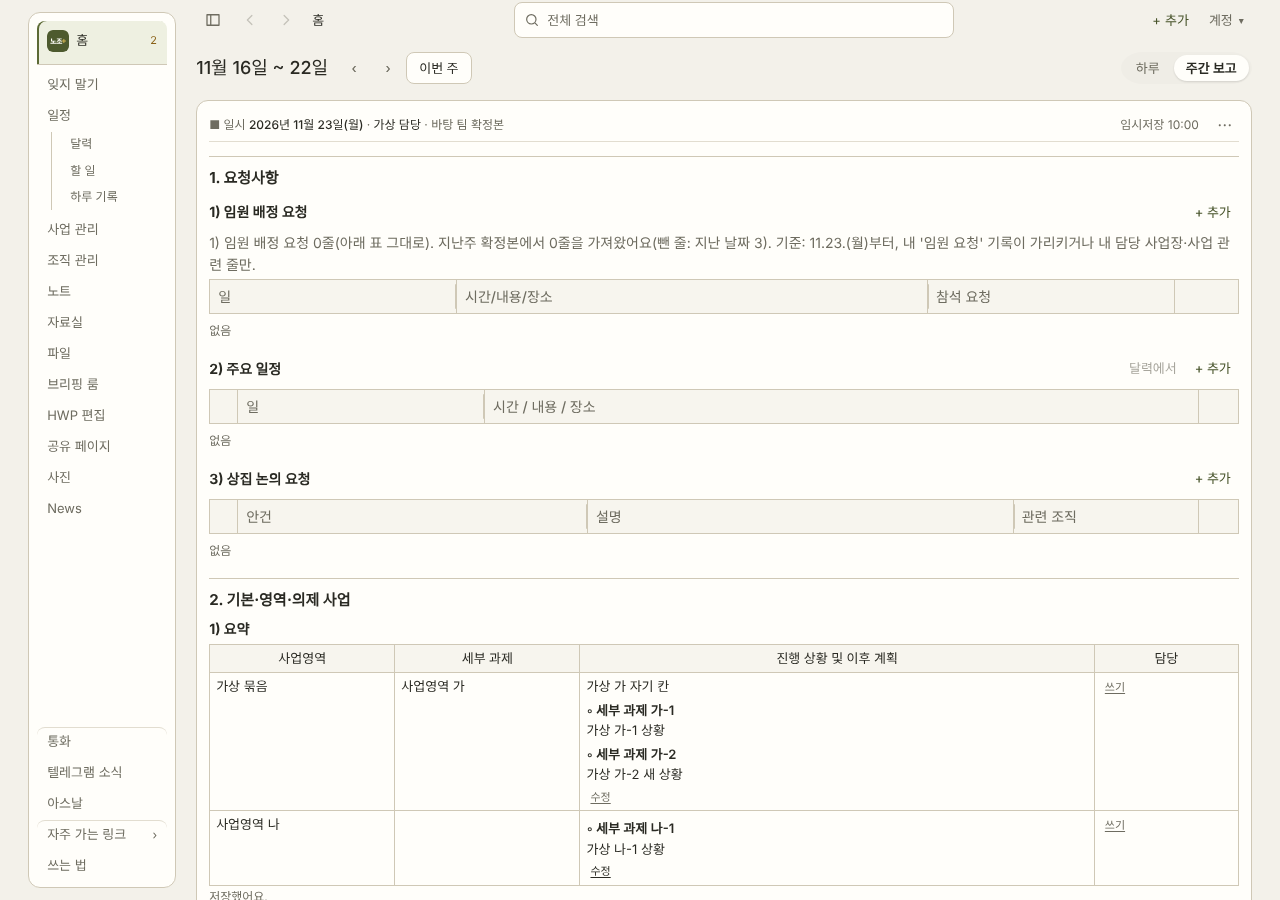 노조+ 홈 2
잊지 말기
일정
달력
할 일
하루 기록
사업 관리
조직 관리
노트
자료실
파일
브리핑 룸
HWP 편집
공유 페이지
사진
News
통화
텔레그램 소식
아스날
자주 가는 링크 ›
쓰는 법
홈
전체 검색
+ 추가 계정 ▾
11월 16일 ~ 22일 ‹ › 이번 주
하루 주간 보고
■ 일시 2026년 11월 23일(월) · 가상 담당 · 바탕 팀 확정본
임시저장 10:00 ⋯
1. 요청사항
1) 임원 배정 요청 + 추가
1) 임원 배정 요청 0줄(아래 표 그대로). 지난주 확정본에서 0줄을 가져왔어요(뺀 줄: 지난 날짜 3). 기준: 11.23.(월)부터, 내 '임원 요청' 기록이 가리키거나 내 담당 사업장·사업 관
련 줄만.
일 시간/내용/장소 참석 요청
없음
2) 주요 일정 달력에서 + 추가
일 시간 / 내용 / 장소
없음
3) 상집 논의 요청 + 추가
안건 설명 관련 조직
없음
2. 기본·영역·의제 사업
1) 요약
사업영역 세부 과제 진행 상황 및 이후 계획 담당
가상 묶음 사업영역 가 가상 가 자기 칸 쓰기
∘ 세부 과제 가-1
가상 가-1 상황
∘ 세부 과제 가-2
가상 가-2 새 상황
수정
사업영역 나 ∘ 세부 과제 나-1 쓰기
가상 나-1 상황
수정
저장했어요.